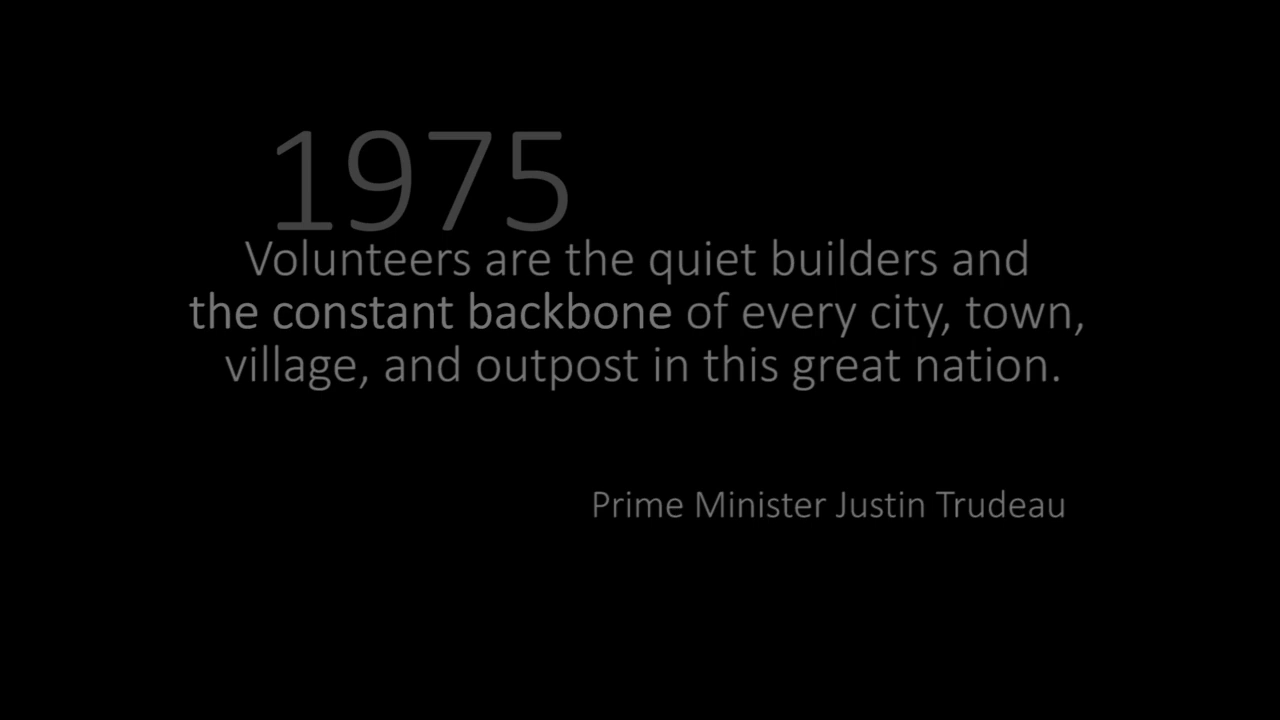 1975
Volunteers are the quiet builders and
the constant backbone of every city, town,
village, and outpost in this great nation.
Prime Minister Justin Trudeau